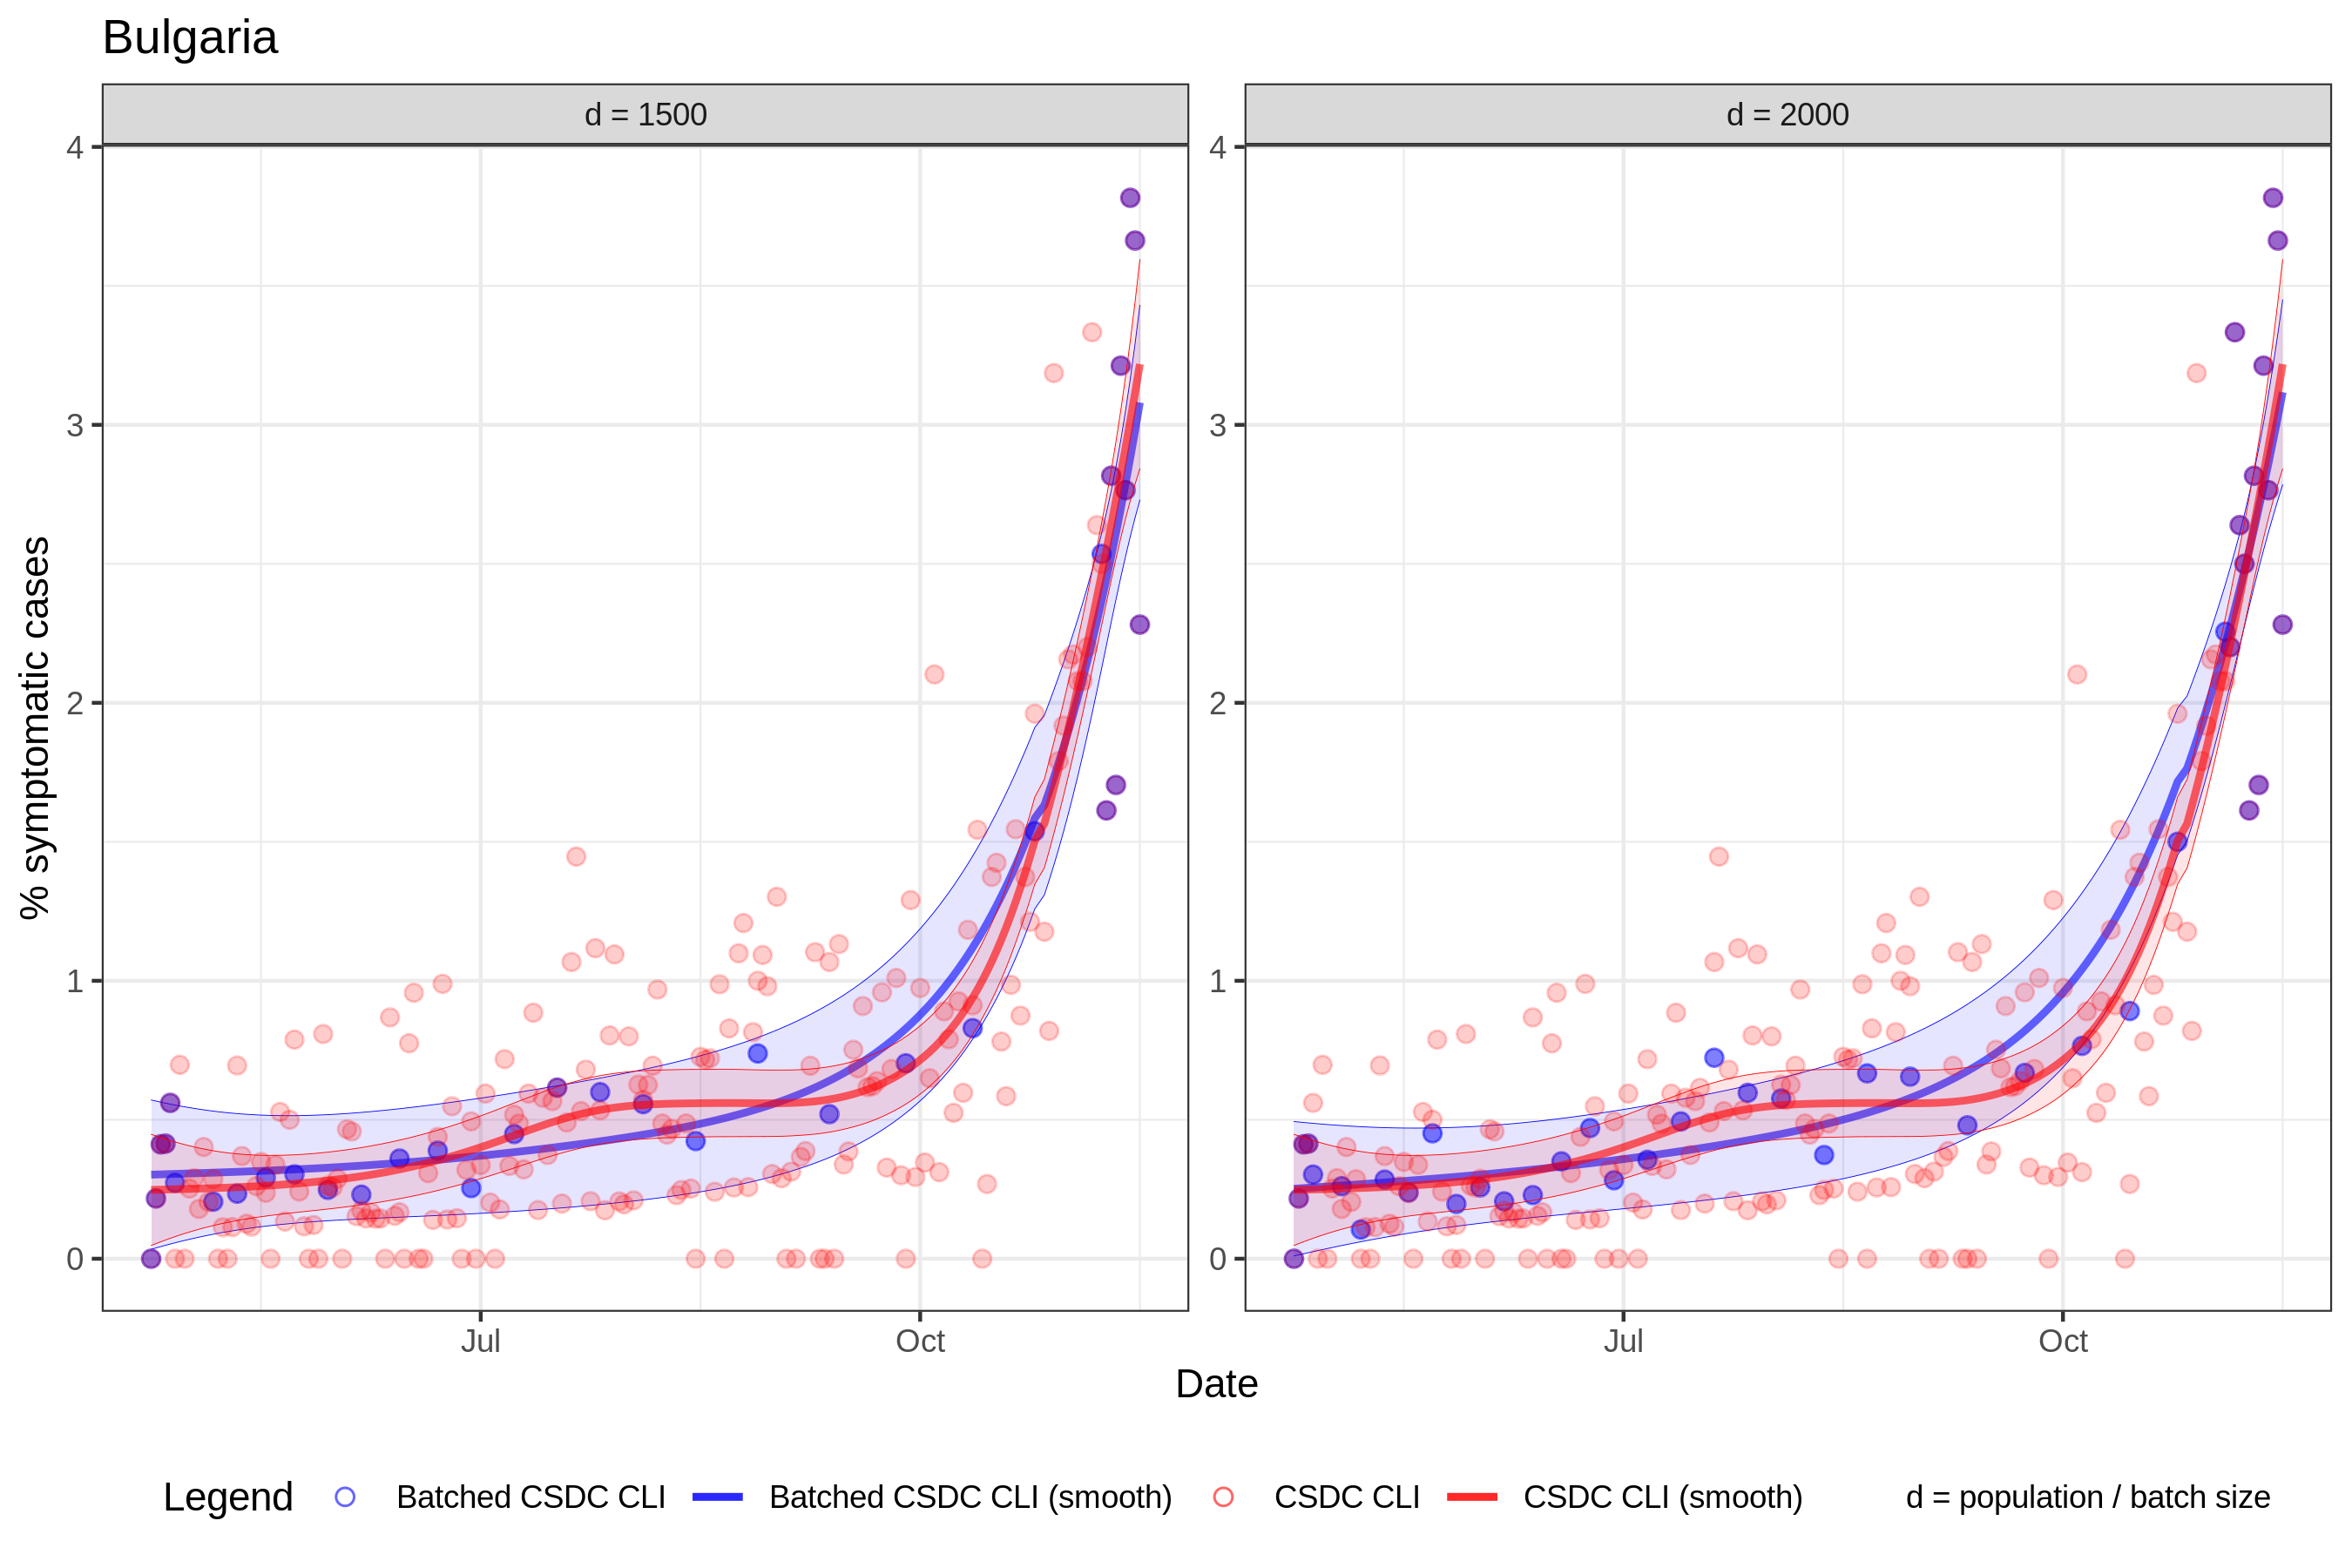 Bulgaria
d = 1500
d = 2000
% symptomatic cases
4
3
2
1
0
4
3
2
1
0
Jul
Oct
Jul
Oct
Date
Legend
Batched CSDC CLI
Batched CSDC CLI (smooth)
CSDC CLI
CSDC CLI (smooth)
d = population / batch size